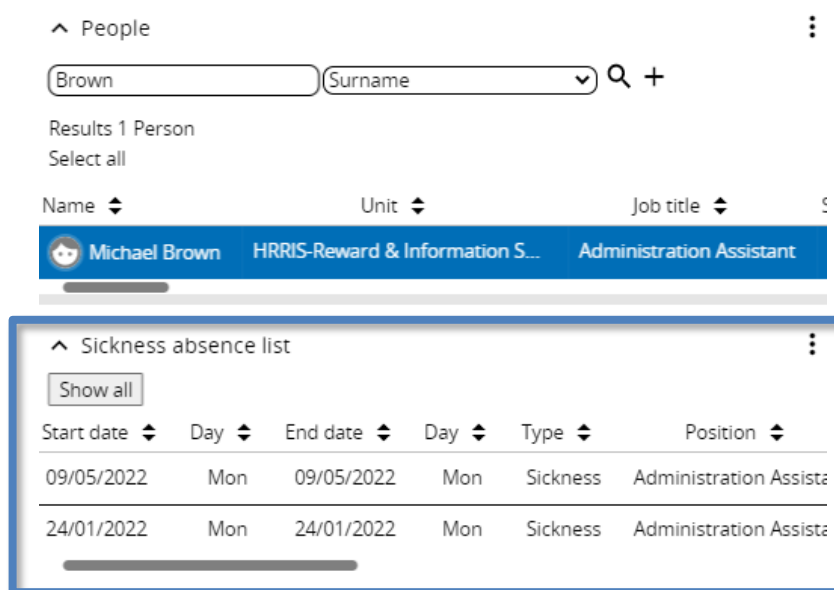 People
Brown Surname
Results 1 Person
Select all
Name Unit Job title S
Michael Brown HRRIS-Reward & Information S... Administration Assistant
Sickness absence list
Show all
Start date Day End date Day Type Position
09/05/2022 Mon 09/05/2022 Mon Sickness Administration Assista
24/01/2022 Mon 24/01/2022 Mon Sickness Administration Assista